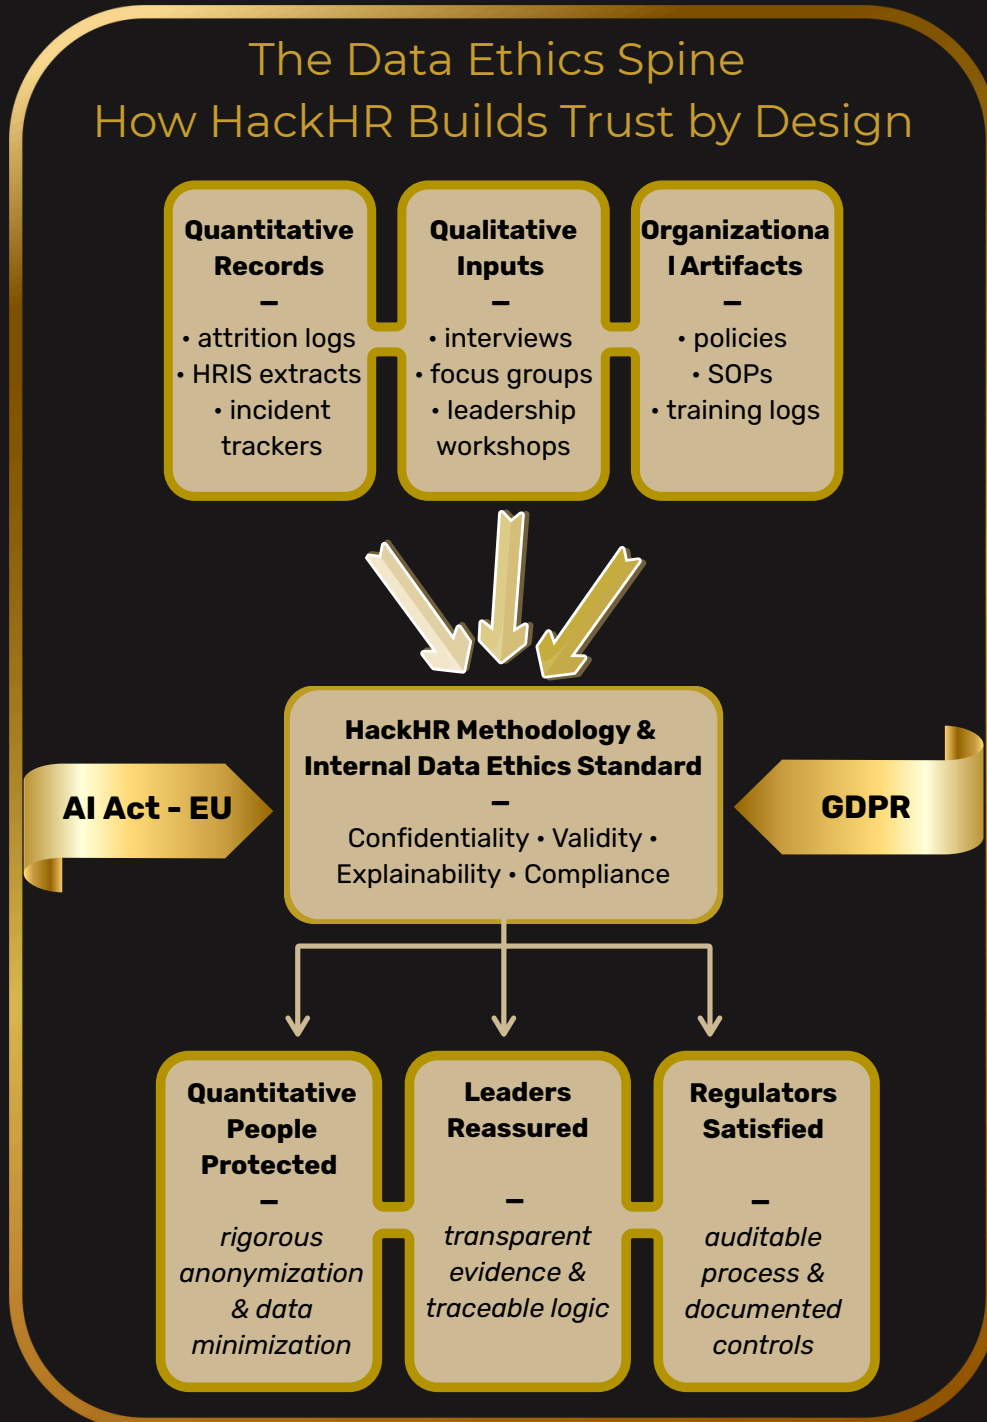 The Data Ethics Spine
How HackHR Builds Trust by Design
Quantitative
Records
–
• attrition logs
• HRIS extracts
• incident
trackers
Qualitative
Inputs
–
• interviews
• focus groups
• leadership
workshops
Organizationa
l Artifacts
–
• policies
• SOPs
• training logs
HackHR Methodology &
Internal Data Ethics Standard
–
Confidentiality • Validity •
Explainability • Compliance
AI Act - EU
GDPR
Quantitative
People
Protected
–
rigorous
anonymization
& data
minimization
Leaders
Reassured
–
transparent
evidence &
traceable logic
Regulators
Satisfied
–
auditable
process &
documented
controls